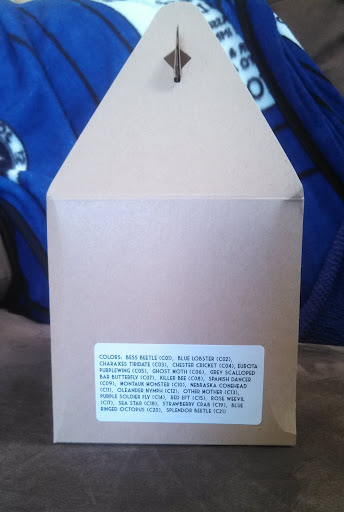 COLORS: BESS BEETLE (C01), BLUE LOBSTER (C02),
CHARAXES TIRIDATE (C03), CHESTER CRICKET (C04), EUBOTA
PURPLEWING (C05), GHOST MOTH (C06), GREY SCALLOPED
BAR BUTTERFLY (C07), KILLER BEE (C08), SPANISH DANCER
(C09), MONTAUK MONSTER (C10), NEBRASKA CONEHEAD
(C11), OLEANDER NYMPH (C12), OTHER MOTHER (C13),
PURPLE SOLDIER FLY (C14), RED EFT (C15), ROSE WEEVIL
(C17), SEA STAR (C18), STRAWBERRY CRAB (C19), BLUE
RINGED OCTOPUS (C20), SPLENDOR BEETLE (C21)